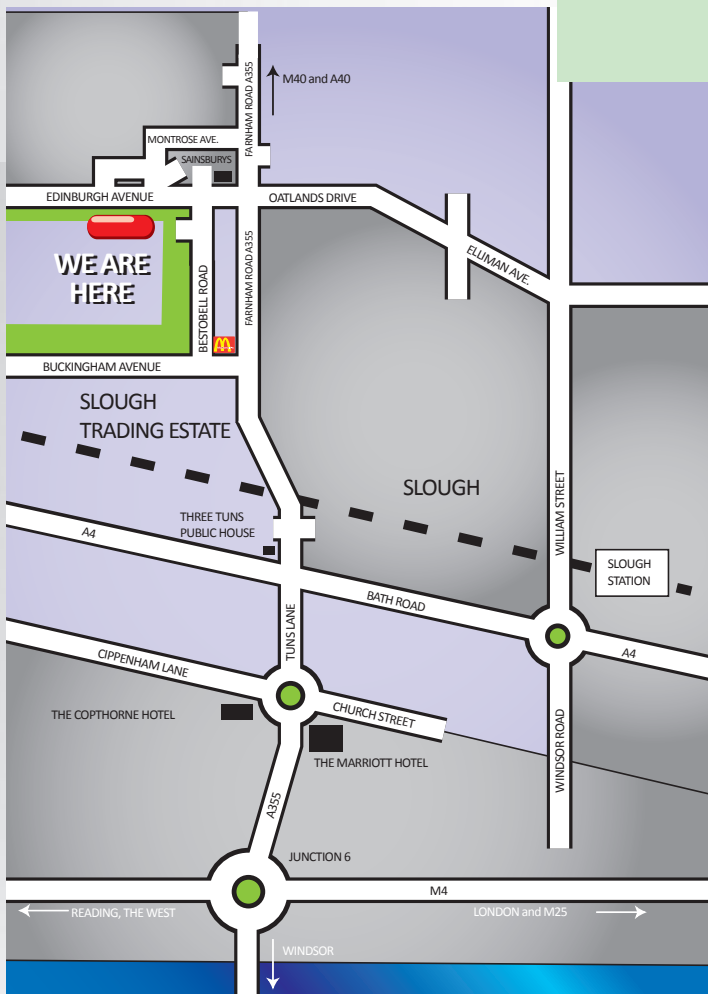 M40 and A40
FARNHAM ROAD A355
MONTROSE AVE.
SAINSBURYS
EDINBURGH AVENUE
OATLANDS DRIVE
ELLIMAN AVE.
WE ARE
HERE
BESTOBELL ROAD
FARNHAM ROAD A355
BUCKINGHAM AVENUE
SLOUGH
TRADING ESTATE
SLOUGH
WILLIAM STREET
THREE TUNS
PUBLIC HOUSE
A4
SLOUGH
STATION
BATH ROAD
TUNS LANE
A4
CIPPENHAM LANE
CHURCH STREET
THE COPTHORNE HOTEL
WINDSOR ROAD
THE MARRIOTT HOTEL
A355
JUNCTION 6
M4
READING, THE WEST
LONDON and M25
WINDSOR